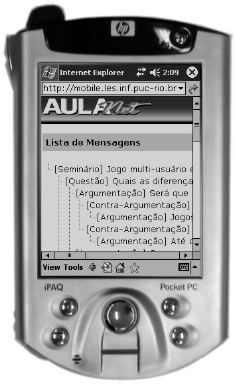 hp
Internet Explorer 2:09
http://mobile.les.inf.puc-rio.br
AULANet
Lista de Mensagens
[Seminário] Jogo multi-usuário e
[Questão] Quais as diferença
[Argumentação] Será que
[Contra-Argumentação]
[Argumentação] Jogos
[Contra-Argumentação]
[Argumentação] Até q
View Tools
iPAQ Pocket PC